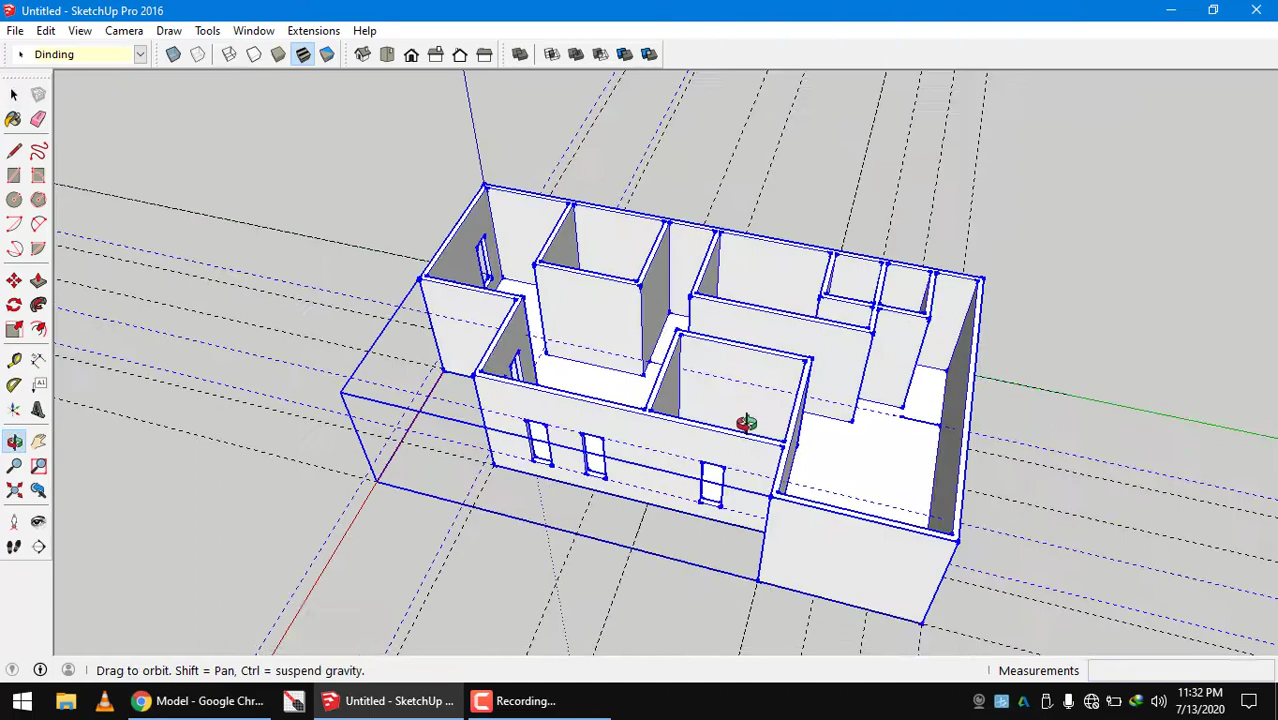 Untitled - SketchUp Pro 2016
File Edit View Camera Draw Tools Window Extensions Help
Dinding
Drag to orbit. Shift = Pan, Ctrl = suspend gravity.
Measurements
Model - Google Chr...
Untitled - SketchUp ...
Recording...
11:32 PM
7/13/2020